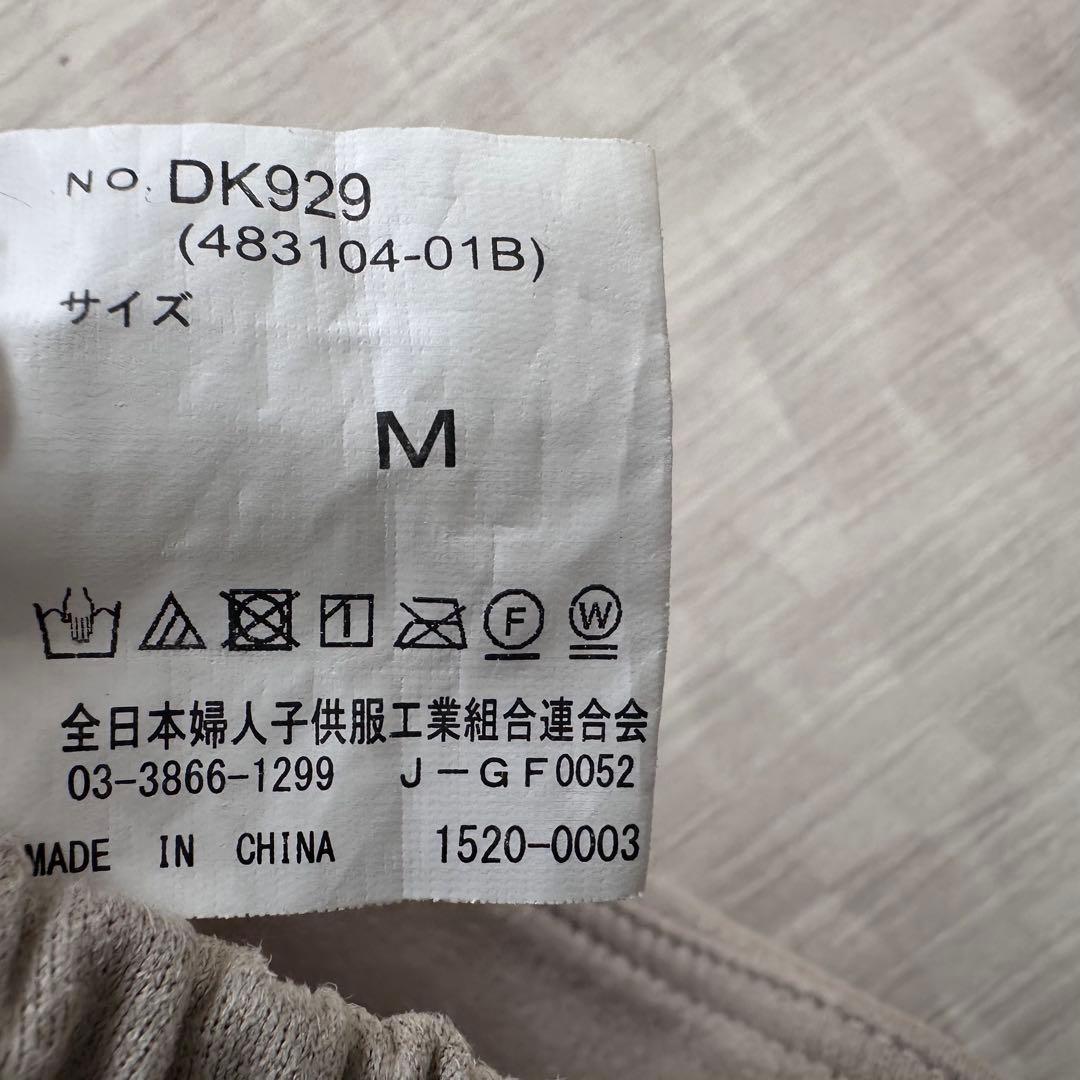 NO. DK929
(483104-01B)
サイズ
M
1 F W
全日本婦人子供服工業組合連合会
03-3866-1299 J-GF0052
MADE IN CHINA 1520-0003